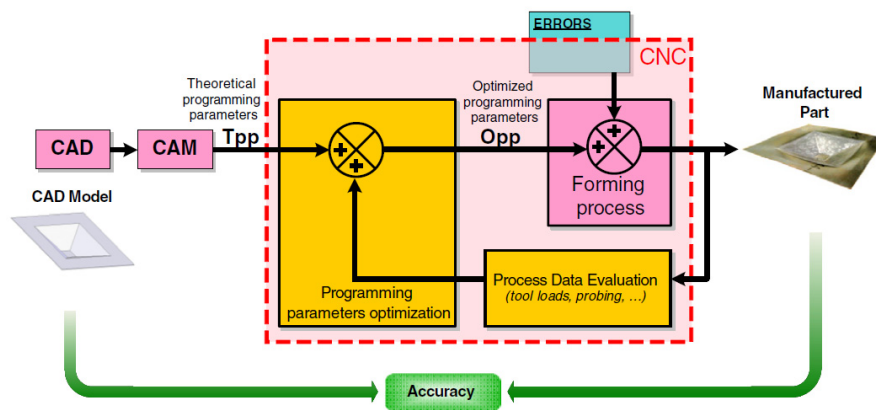 ERRORS
CNC
Theoretical
programming
parameters
Tpp
Optimized
programming
parameters
Opp
Manufactured
Part
CAD
CAM
+
+
+
+
Forming
process
CAD Model
Process Data Evaluation
(tool loads, probing, ...)
Programming
parameters optimization
Accuracy